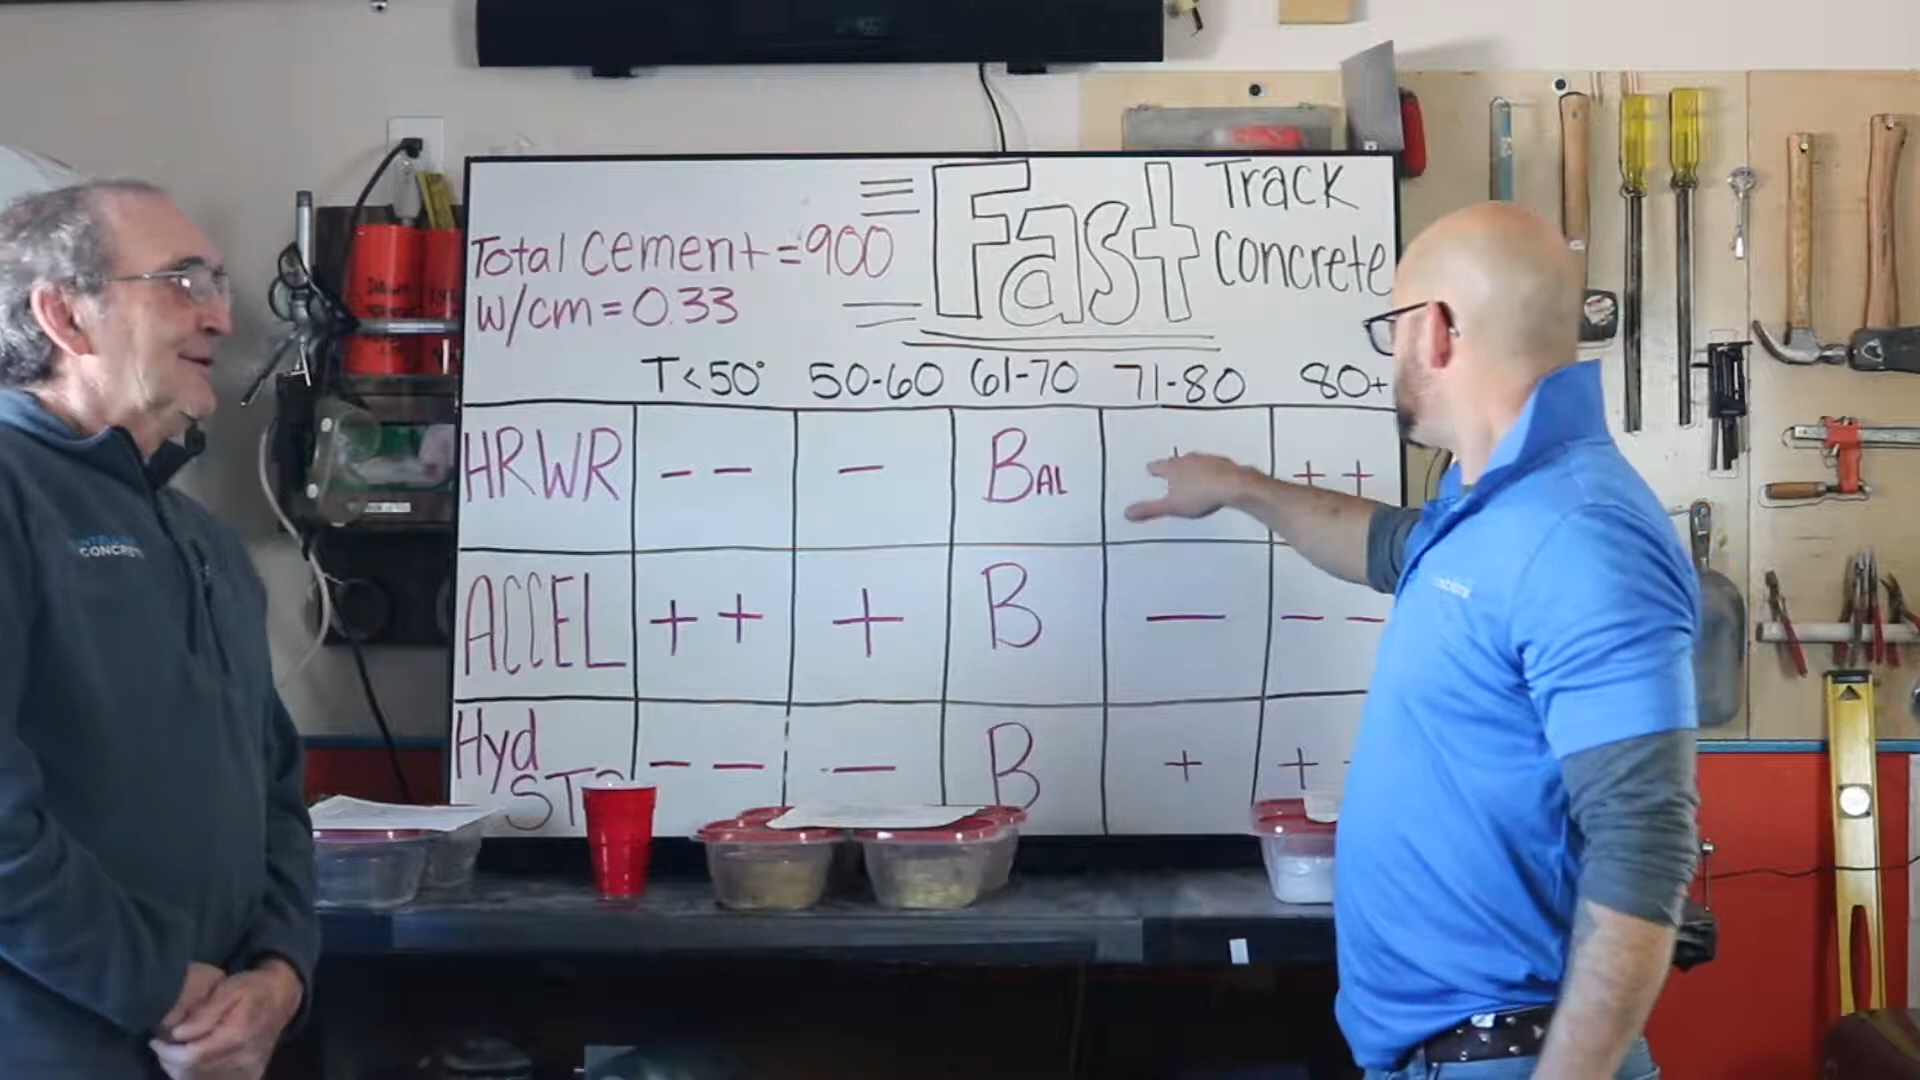 Track
Fast concrete
Total Cement = 900
W/cm = 0.33
T<50° 50-60 61-70 71-80 80+
HRWR -- - BAL + ++
ACCEL ++ + B - --
Hyd -- - B + +
CONCRETE